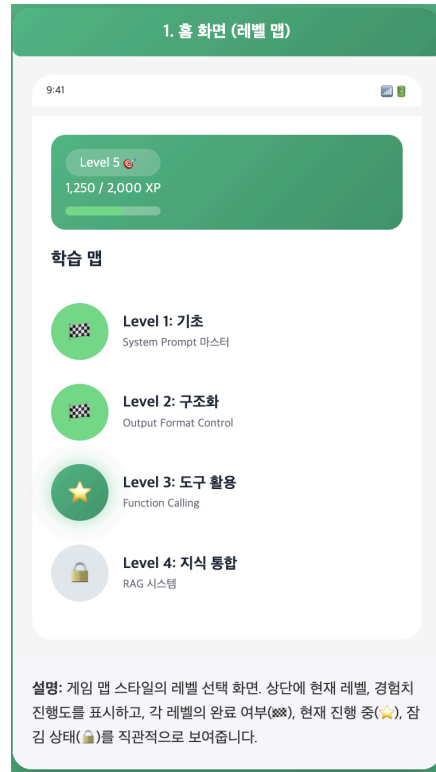 1. 홈 화면 (레벨 맵)
9:41
Level 5 🎯
1,250 / 2,000 XP
학습 맵
Level 1: 기초
System Prompt 마스터
Level 2: 구조화
Output Format Control
Level 3: 도구 활용
Function Calling
Level 4: 지식 통합
RAG 시스템
설명: 게임 맵 스타일의 레벨 선택 화면. 상단에 현재 레벨, 경험치
진행도를 표시하고, 각 레벨의 완료 여부(🏁), 현재 진행 중(⭐), 잠
김 상태(🔒)를 직관적으로 보여줍니다.